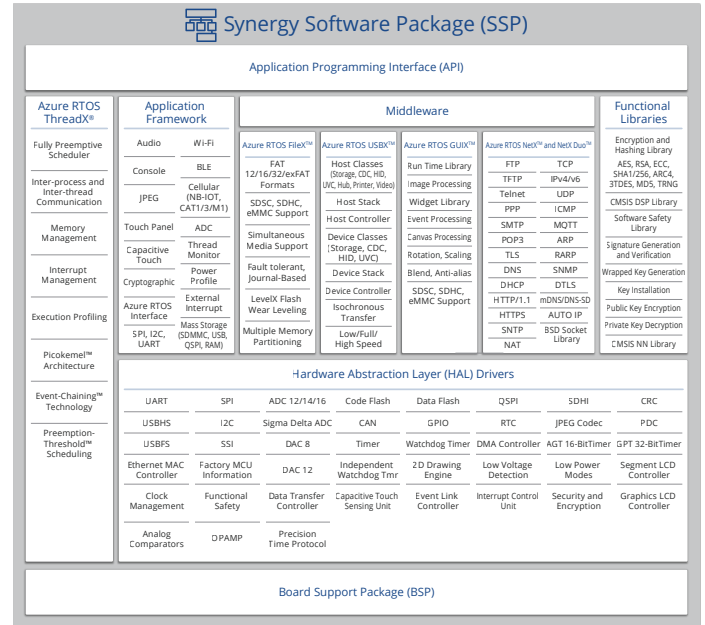 Synergy Software Package (SSP)
Application Programming Interface (API)
Azure RTOS
ThreadX®
Fully Preemptive
Scheduler
Inter-process and
Inter-thread
Communication
Memory
Management
Interrupt
Management
Execution Profiling
Picokernel™
Architecture
Event-Chaining™
Technology
Preemption-
Threshold™
Scheduling
Application
Framework
Audio
Console
JPEG
Touch Panel
Capacitive
Touch
Cryptographic
Azure RTOS
Interface
SPI, I2C,
UART
Wi-Fi
BLE
Cellular
(NB-IOT,
CAT1/3/M1)
ADC
Thread
Monitor
Power
Profile
External
Interrupt
Mass Storage
(SDMMC, USB,
QSPI, RAM)
Middleware
Azure RTOS FileX™
FAT
12/16/32/exFAT
Formats
SDSC, SDHC,
eMMC Support
Simultaneous
Media Support
Fault tolerant,
Journal-Based
LevelX Flash
Wear Leveling
Multiple Memory
Partitioning
Azure RTOS USBX™
Host Classes
(Storage, CDC, HID,
UVC, Hub, Printer, Video)
Host Stack
Host Controller
Device Classes
(Storage, CDC,
HID, UVC)
Device Stack
Device Controller
Isochronous
Transfer
Low/Full/
High Speed
Azure RTOS GUIX™
Run Time Library
Image Processing
Widget Library
Event Processing
Canvas Processing
Rotation, Scaling
Blend, Anti-alias
SDSC, SDHC,
eMMC Support
Azure RTOS NetX™ and NetX Duo™
FTP
TFTP
Telnet
PPP
SMTP
POP3
TLS
DNS
DHCP
HTTP/1.1
HTTPS
SNTP
NAT
TCP
IPv4/v6
UDP
ICMP
MQTT
ARP
RARP
SNMP
DTLS
mDNS/DNS-SD
AUTO IP
BSD Socket
Library
Functional
Libraries
Encryption and
Hashing Library
AES, RSA, ECC,
SHA1/256, ARC4,
3TDES, MD5, TRNG
CMSIS DSP Library
Software Safety
Library
Signature Generation
and Verification
Wrapped Key Generation
Key Installation
Public Key Encryption
Private Key Decryption
CMSIS NN Library
Hardware Abstraction Layer (HAL) Drivers
UART SPI ADC 12/14/16 Code Flash Data Flash QSPI SDHI CRC
USBHS I2C Sigma Delta ADC CAN GPIO RTC JPEG Codec PDC
USBFS SSI DAC 8 Timer Watchdog Timer DMA Controller AGT 16-BitTimer GPT 32-BitTimer
Ethernet MAC Factory MCU DAC 12 Independent 2D Drawing Low Voltage Low Power Segment LCD
Controller Information Watchdog Tmr Engine Detection Modes Controller
Clock Functional Data Transfer Capacitive Touch Event Link Interrupt Control Security and Graphics LCD
Management Safety Controller Sensing Unit Controller Unit Encryption Controller
Analog OPAMP Precision
Comparators Time Protocol
Board Support Package (BSP)